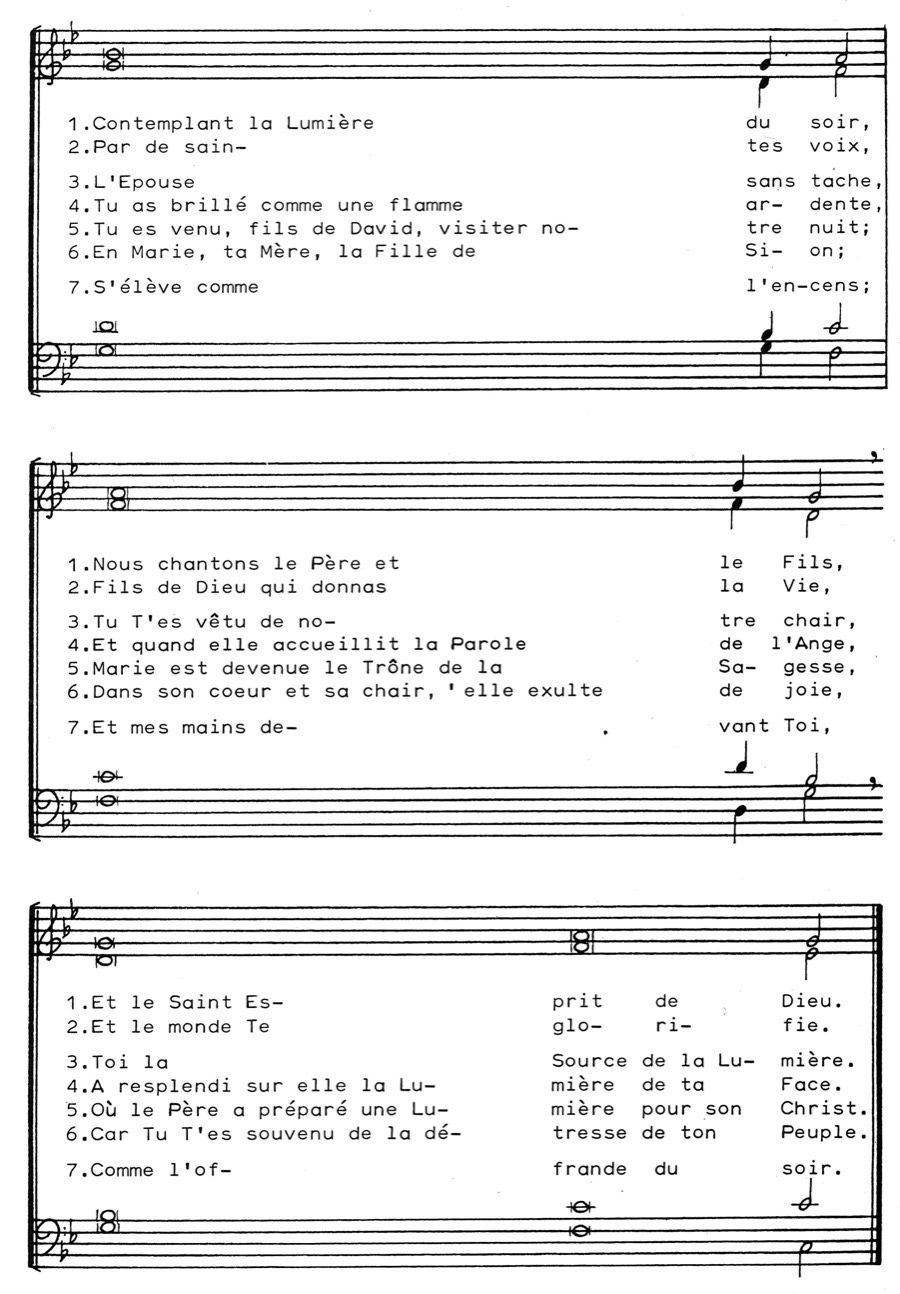 1.Contemplant la Lumière du soir,
2.Par de sain- tes voix,
3.L'Epouse sans tache,
4.Tu as brillé comme une flamme ar- dente,
5.Tu es venu, fils de David, visiter no- tre nuit;
6.En Marie, ta Mère, la Fille de Si- on;
7.S'élève comme l'en-cens;
1.Nous chantons le Père et le Fils,
2.Fils de Dieu qui donnas la Vie,
3.Tu T'es vêtu de no- tre chair,
4.Et quand elle accueillit la Parole de l'Ange,
5.Marie est devenue le Trône de la Sa- gesse,
6.Dans son coeur et sa chair, 'elle exulte de joie,
7.Et mes mains de- vant Toi,
1.Et le Saint Es- prit de Dieu.
2.Et le monde Te glo- ri- fie.
3.Toi la Source de la Lu- mière.
4.A resplendi sur elle la Lu- mière de ta Face.
5.Où le Père a préparé une Lu- mière pour son Christ.
6.Car Tu T'es souvenu de la dé- tresse de ton Peuple.
7.Comme l'of- frande du soir.